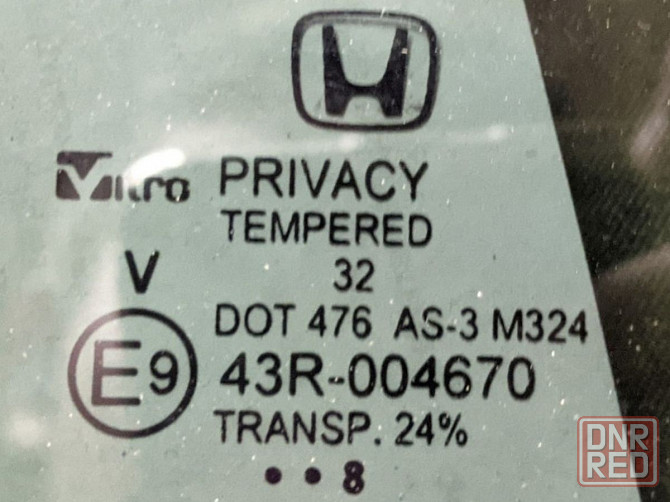 Vitro PRIVACY
TEMPERED
V 32
DOT 476 AS-3 M324
E9 43R-004670
TRANSP. 24%
• • 8
DNR
RED